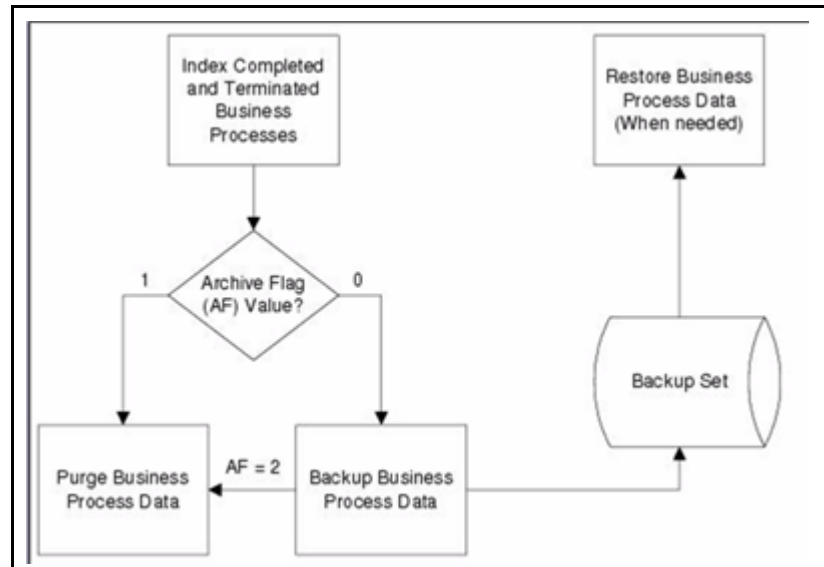 Index Completed
and Terminated
Business
Processes
Restore Business
Process Data
(When needed)
1
Archive Flag
(AF) Value?
0
Backup Set
Purge Business
Process Data
AF = 2
Backup Business
Process Data